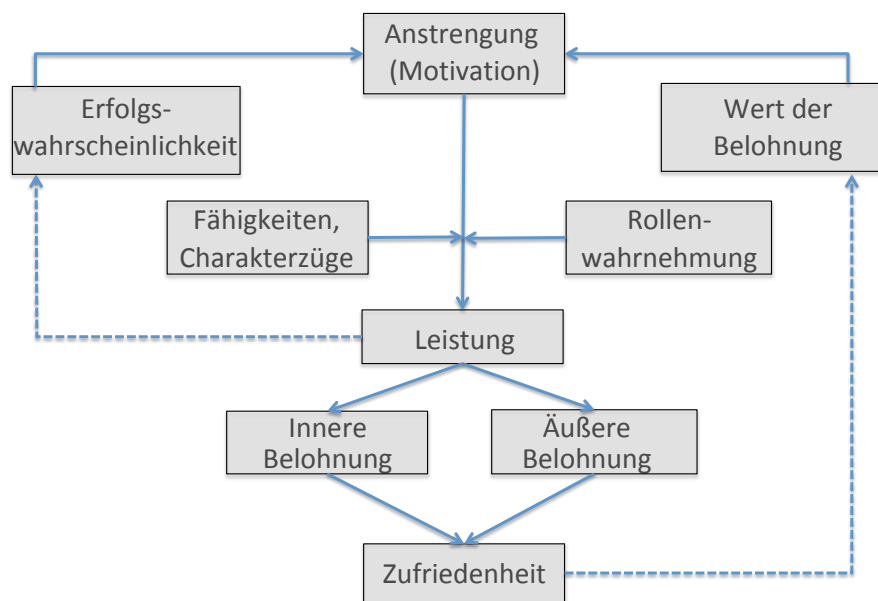 Anstrengung
(Motivation)
Erfolgs-
wahrscheinlichkeit
Wert der
Belohnung
Fähigkeiten,
Charakterzüge
Rollen-
wahrnehmung
Leistung
Innere
Belohnung
Äußere
Belohnung
Zufriedenheit